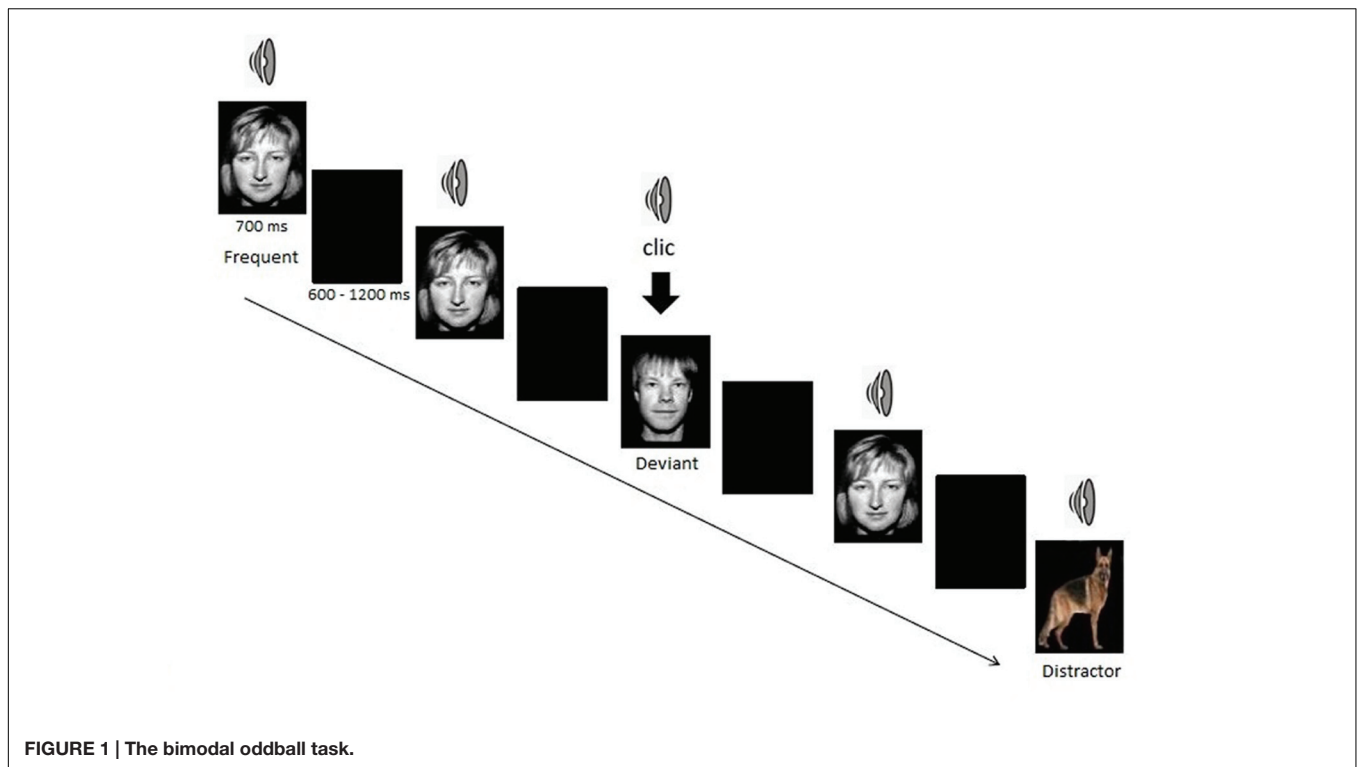 700 ms
Frequent
600 - 1200 ms
clic
Deviant
Distractor
FIGURE 1 | The bimodal oddball task.